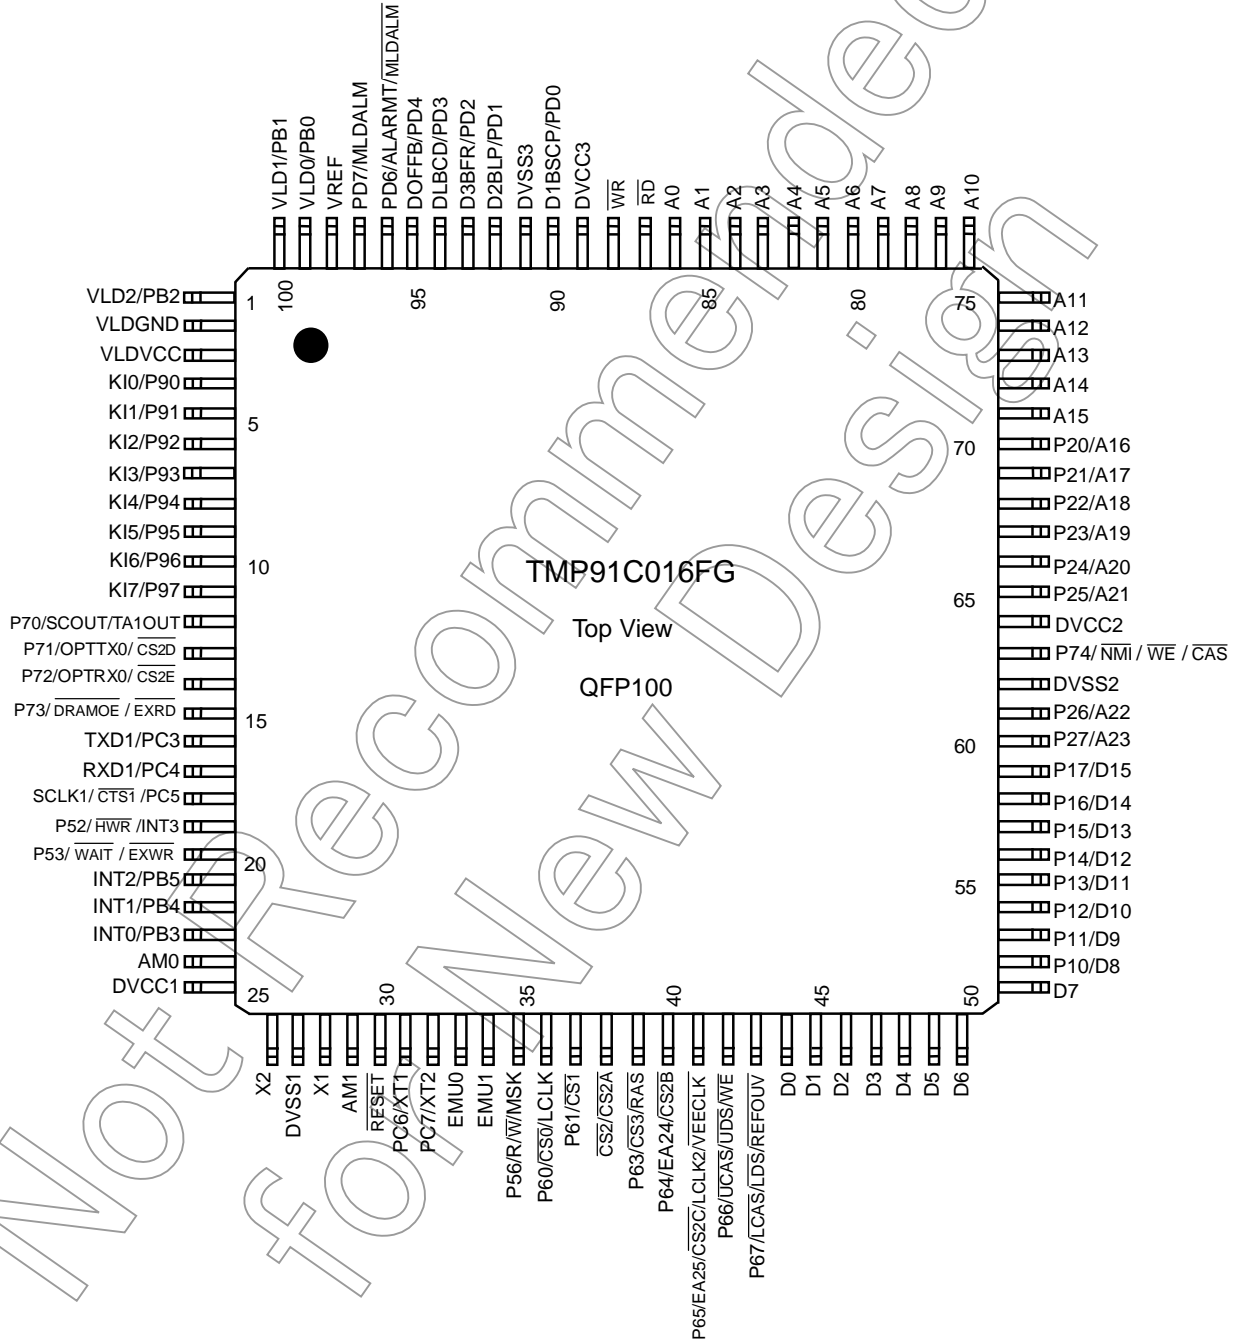 VLD1/PB1
VLD0/PB0
VREF
PD7/MLDALM
PD6/ALARMT/MLDALM
DOFFB/PD4
DLBCD/PD3
D3BFR/PD2
D2BLP/PD1
DVSS3
D1BSCP/PD0
DVCC3
WR
RD
A0
A1
A2
A3
A4
A5
A6
A7
A8
A9
A10
100
95
90
85
80
75
1
5
10
15
20
25
VLD2/PB2
VLDGND
VLDVCC
KI0/P90
KI1/P91
KI2/P92
KI3/P93
KI4/P94
KI5/P95
KI6/P96
KI7/P97
P70/SCOUT/TA1OUT
P71/OPTTX0/ CS2D
P72/OPTRX0/ CS2E
P73/ DRAMOE / EXRD
TXD1/PC3
RXD1/PC4
SCLK1/ CTS1 /PC5
P52/ HWR /INT3
P53/ WAIT / EXWR
INT2/PB5
INT1/PB4
INT0/PB3
AM0
DVCC1
TMP91C016FG
Top View
QFP100
A11
A12
A13
A14
A15
P20/A16
P21/A17
P22/A18
P23/A19
P24/A20
P25/A21
DVCC2
P74/ NMI / WE / CAS
DVSS2
P26/A22
P27/A23
P17/D15
P16/D14
P15/D13
P14/D12
P13/D11
P12/D10
P11/D9
P10/D8
D7
70
65
60
55
50
30
35
40
45
X2
DVSS1
X1
AM1
RESET
PC6/XT1
PC7/XT2
EMU0
EMU1
P56/R/W/MSK
P60/CS0/LCLK
P61/CS1
CS2/CS2A
P63/CS3/RAS
P64/EA24/CS2B
P65/EA25/CS2C/LCLK2/VEECLK
P66/UCAS/UDS/WE
P67/LCAS/LDS/REFOUV
D0
D1
D2
D3
D4
D5
D6
Not Recommended
for New Design